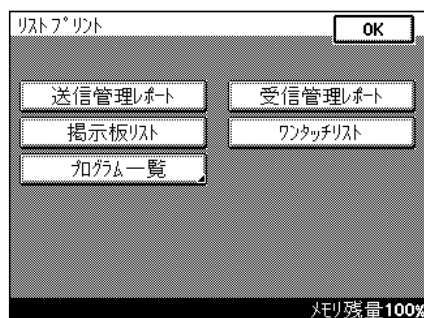 ﾘｽﾄﾌﾟﾘﾝﾄ OK
送信管理ﾚﾎﾟｰﾄ 受信管理ﾚﾎﾟｰﾄ
掲示板ﾘｽﾄ ﾜﾝﾀｯﾁﾘｽﾄ
ﾌﾟﾛｸﾞﾗﾑ一覧
ﾒﾓﾘ残量100%